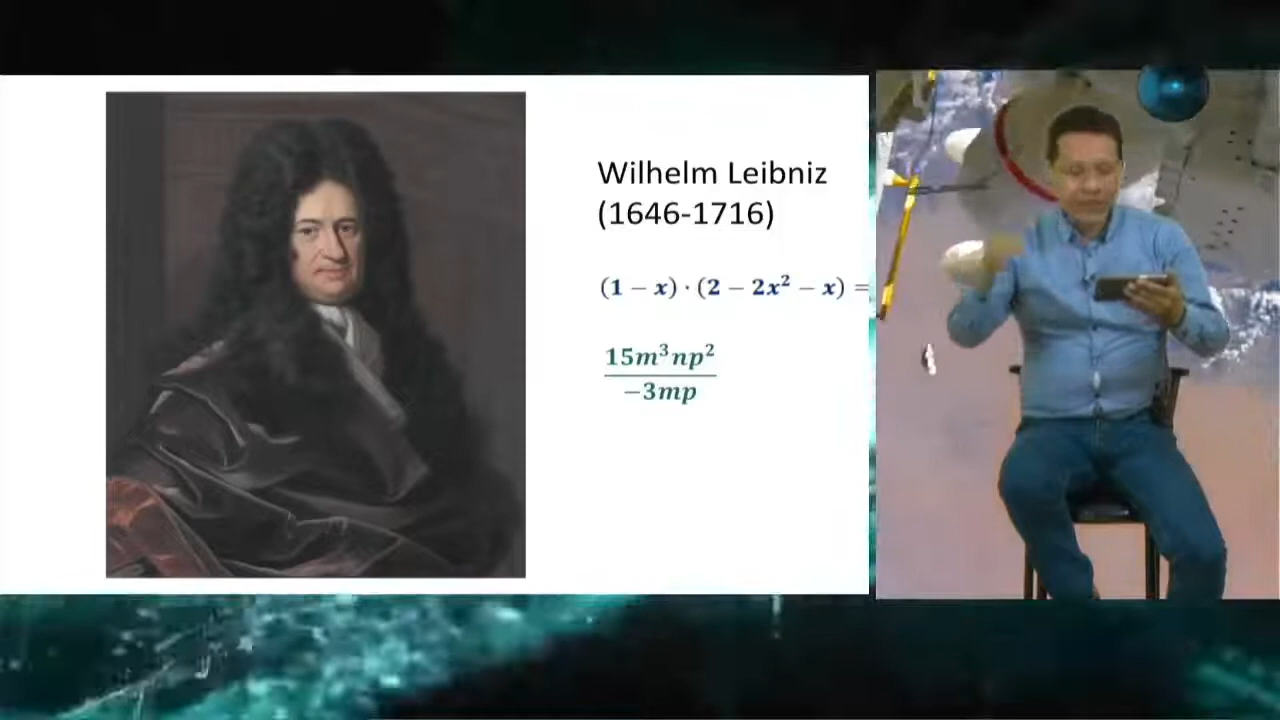 Wilhelm Leibniz
(1646-1716)
(1 − x) · (2 − 2x² − x) =
15m³np²
−3mp